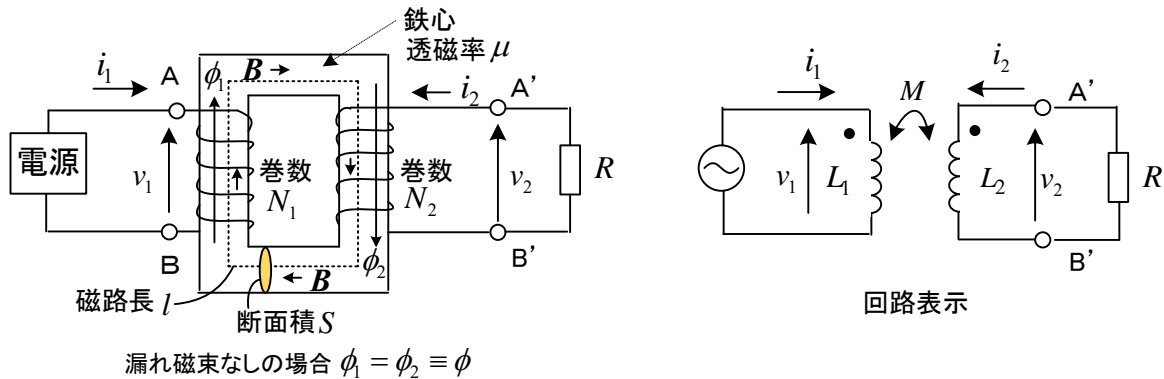 鉄心
透磁率 μ
i₁
A
ϕ₁
B
i₂
A'
電源
v₁
巻数
N₁
巻数
N₂
v₂
R
B
ϕ₂
B'
B
磁路長 l
断面積 S
漏れ磁束なしの場合 ϕ₁ = ϕ₂ ≡ ϕ
i₁
M
i₂
A'
v₁
L₁
L₂
v₂
R
B'
回路表示